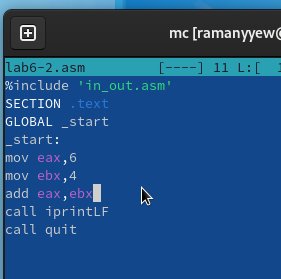 mc [ramanyyew@
lab6-2.asm [----] 11 L:[ 1
%include 'in_out.asm'
SECTION .text
GLOBAL _start
_start:
mov eax,6
mov ebx,4
add eax,ebx
call iprintLF
call quit